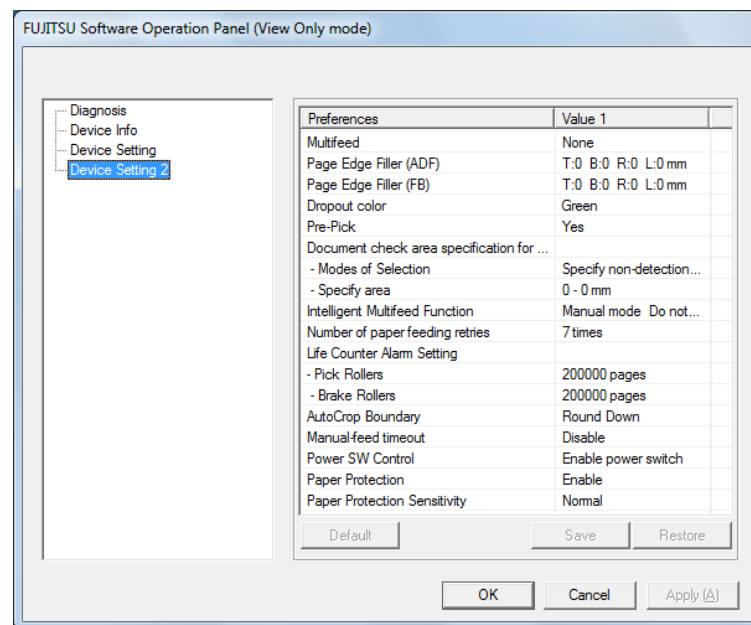 FUJITSU Software Operation Panel (View Only mode)
Diagnosis
Device Info
Device Setting
Device Setting 2
Preferences Value 1
Multifeed None
Page Edge Filler (ADF) T:0 B:0 R:0 L:0 mm
Page Edge Filler (FB) T:0 B:0 R:0 L:0 mm
Dropout color Green
Pre-Pick Yes
Document check area specification for ...
- Modes of Selection Specify non-detection...
- Specify area 0 - 0 mm
Intelligent Multifeed Function Manual mode Do not...
Number of paper feeding retries 7 times
Life Counter Alarm Setting
- Pick Rollers 200000 pages
- Brake Rollers 200000 pages
AutoCrop Boundary Round Down
Manual-feed timeout Disable
Power SW Control Enable power switch
Paper Protection Enable
Paper Protection Sensitivity Normal
Default Save Restore
OK Cancel Apply (A)